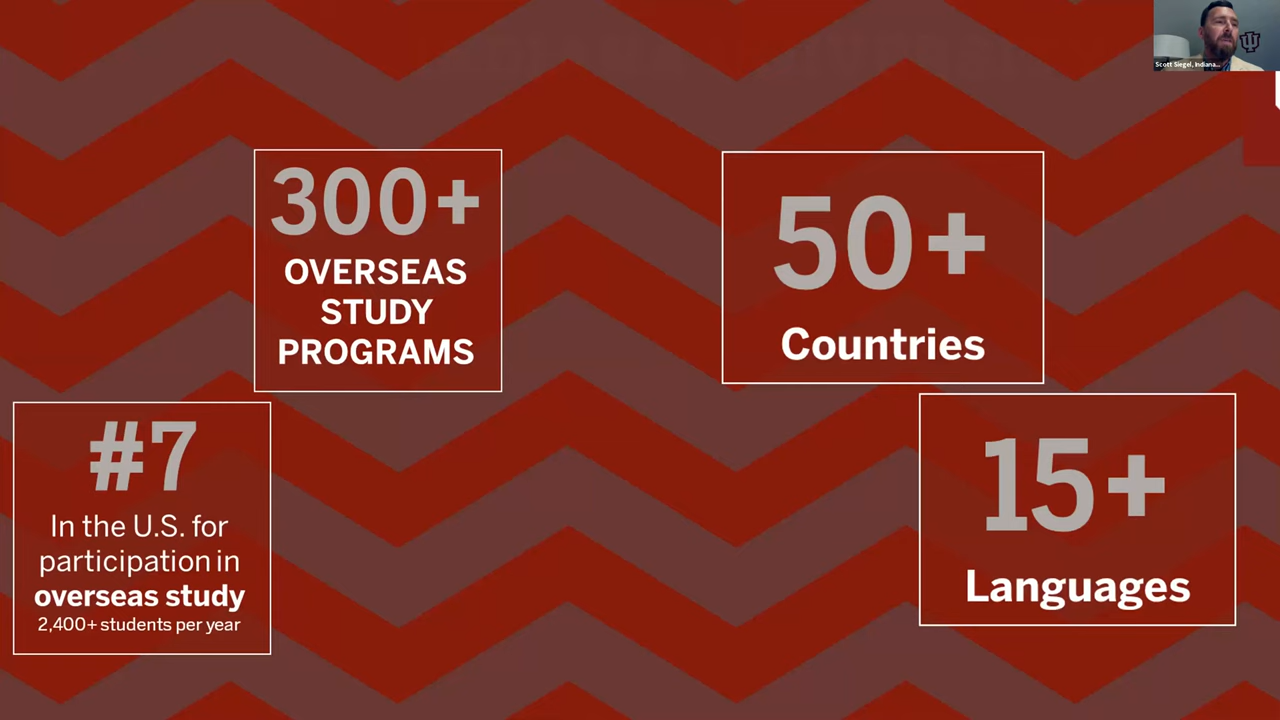 Scott Siegel, Indiana...
300+
OVERSEAS
STUDY
PROGRAMS
50+
Countries
#7
In the U.S. for
participation in
overseas study
2,400+ students per year
15+
Languages